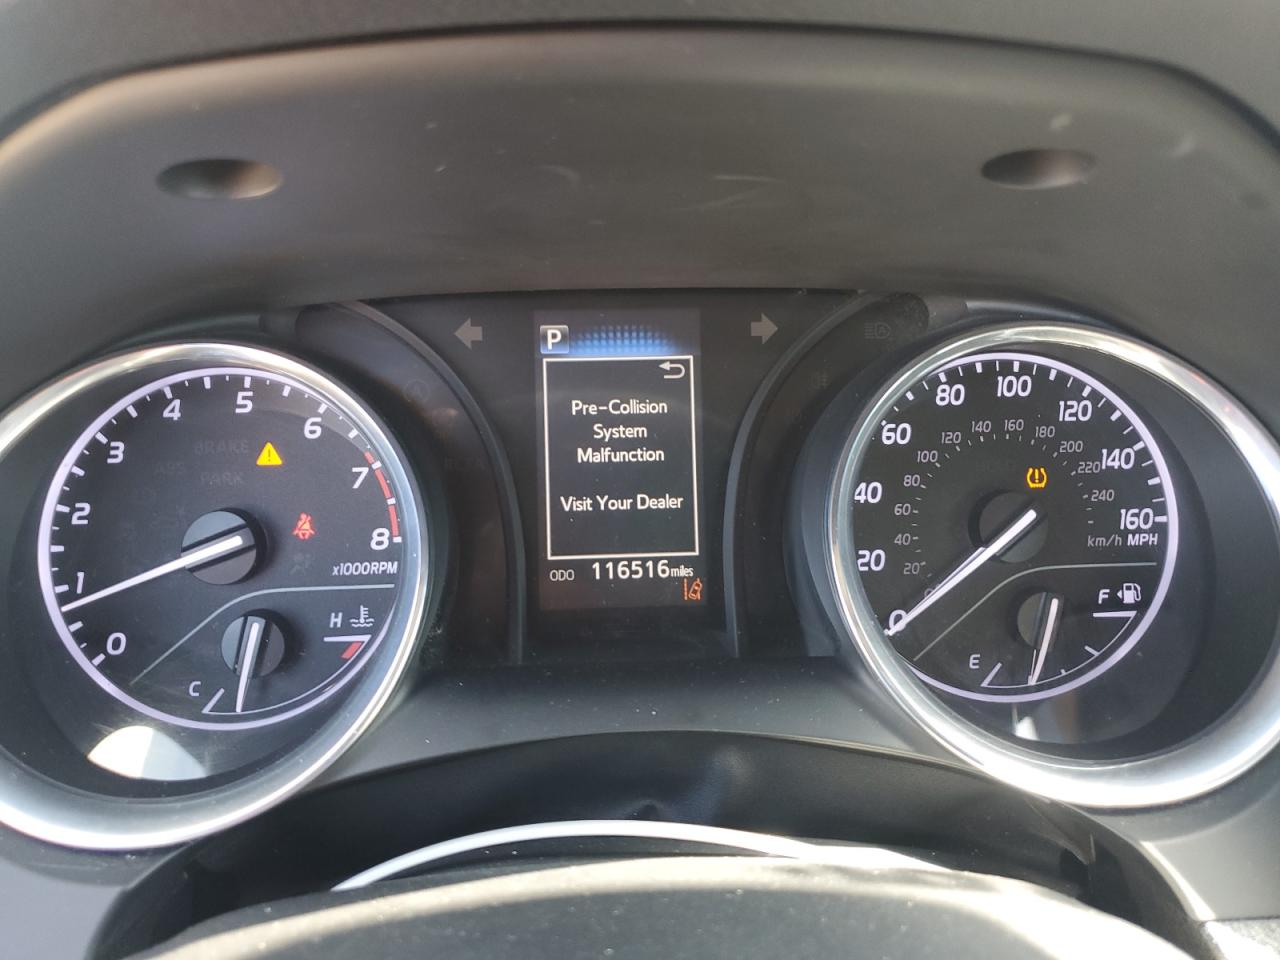 P
Pre-Collision
System
Malfunction
Visit Your Dealer
ODO 116516 miles
BRAKE
PARK
0
1
2
3
4
5
6
7
8
x1000RPM
H
C
0
20
40
60
80
100
120
140
160
km/h MPH
20
40
60
80
100
120
140
160
180
200
220
240
F
E